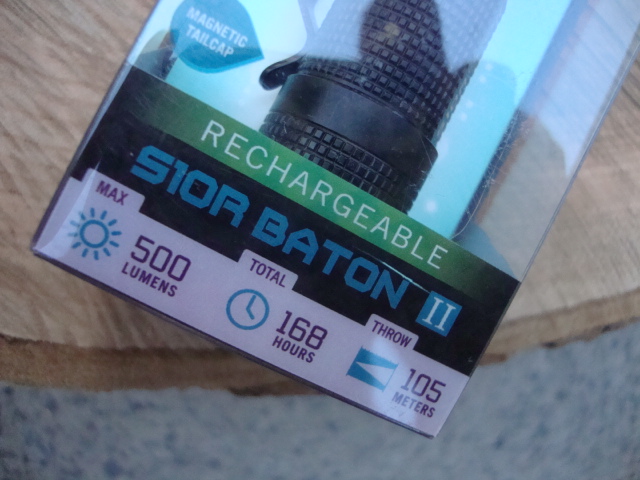 MAGNETIC
TAILCAP
RECHARGEABLE
S10R BATON II
MAX
500
LUMENS
TOTAL
168
HOURS
THROW
105
METERS